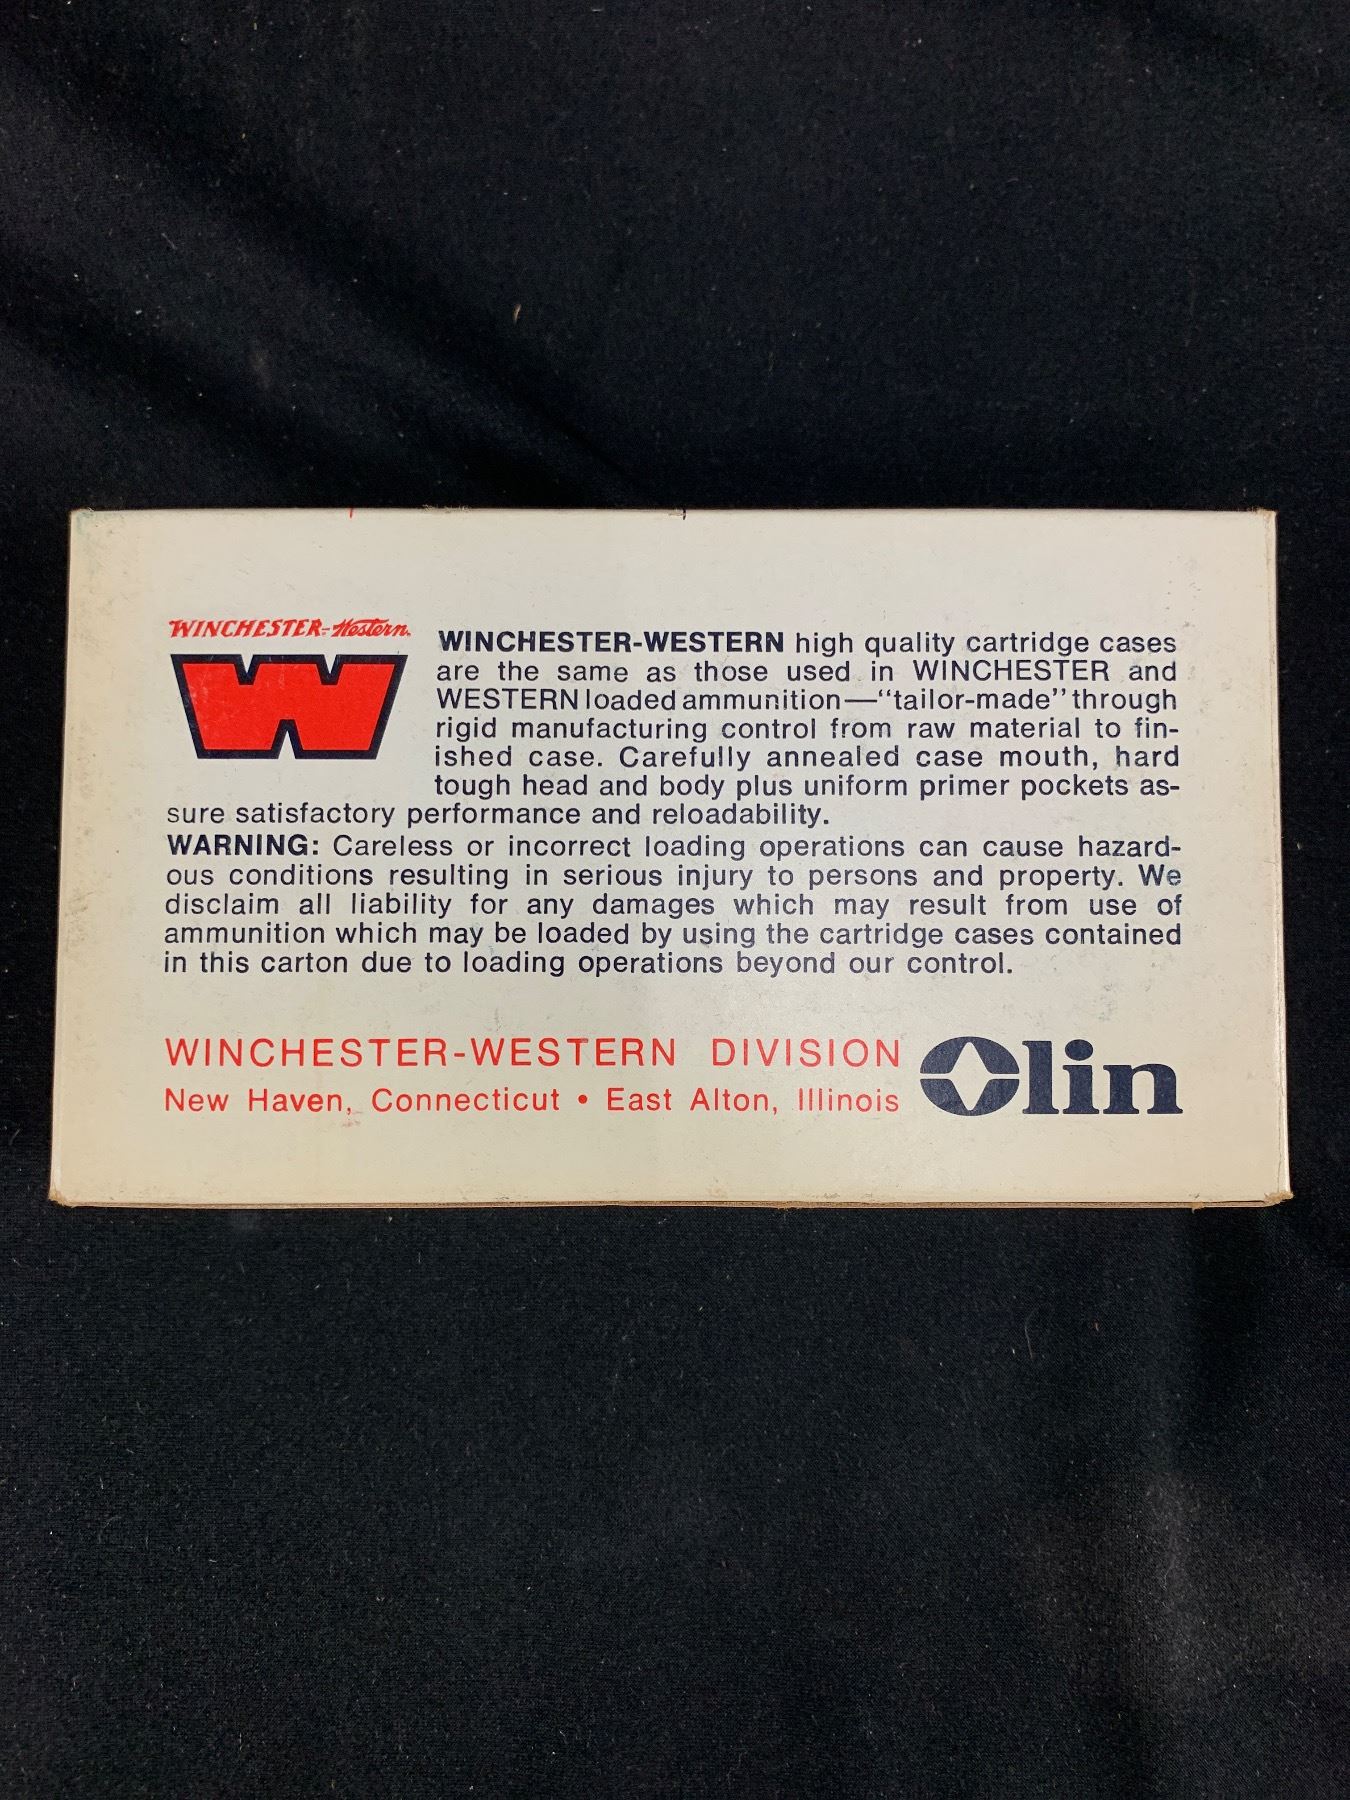 WINCHESTER-Western
W
WINCHESTER-WESTERN high quality cartridge cases
are the same as those used in WINCHESTER and
WESTERN loaded ammunition—“tailor-made” through
rigid manufacturing control from raw material to fin-
ished case. Carefully annealed case mouth, hard
tough head and body plus uniform primer pockets as-
sure satisfactory performance and reloadability.
WARNING: Careless or incorrect loading operations can cause hazard-
ous conditions resulting in serious injury to persons and property. We
disclaim all liability for any damages which may result from use of
ammunition which may be loaded by using the cartridge cases contained
in this carton due to loading operations beyond our control.
WINCHESTER-WESTERN DIVISION
New Haven, Connecticut • East Alton, Illinois
Olin